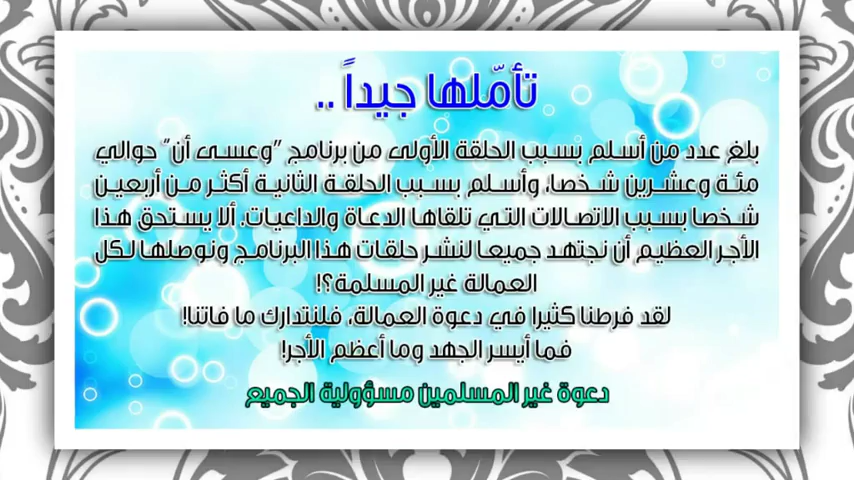 تأمّلها جيداً ..
بلغ عدد من أسلم بسبب الحلقة الأولى من برنامج "وعسى أن" حوالي
مئة وعشرين شخصا، وأسلم بسبب الحلقة الثانية أكثر من أربعين
شخصا بسبب الاتصالات التي تلقاها الدعاة والداعيات. ألا يستحق هذا
الأجر العظيم أن نجتهد جميعا لنشر حلقات هذا البرنامج ونوصلها لكل
العمالة غير المسلمة؟!
لقد فرطنا كثيرا في دعوة العمالة، فلنتدارك ما فاتنا!
فما أيسر الجهد وما أعظم الأجر!
دعوة غير المسلمين مسؤولية الجميع